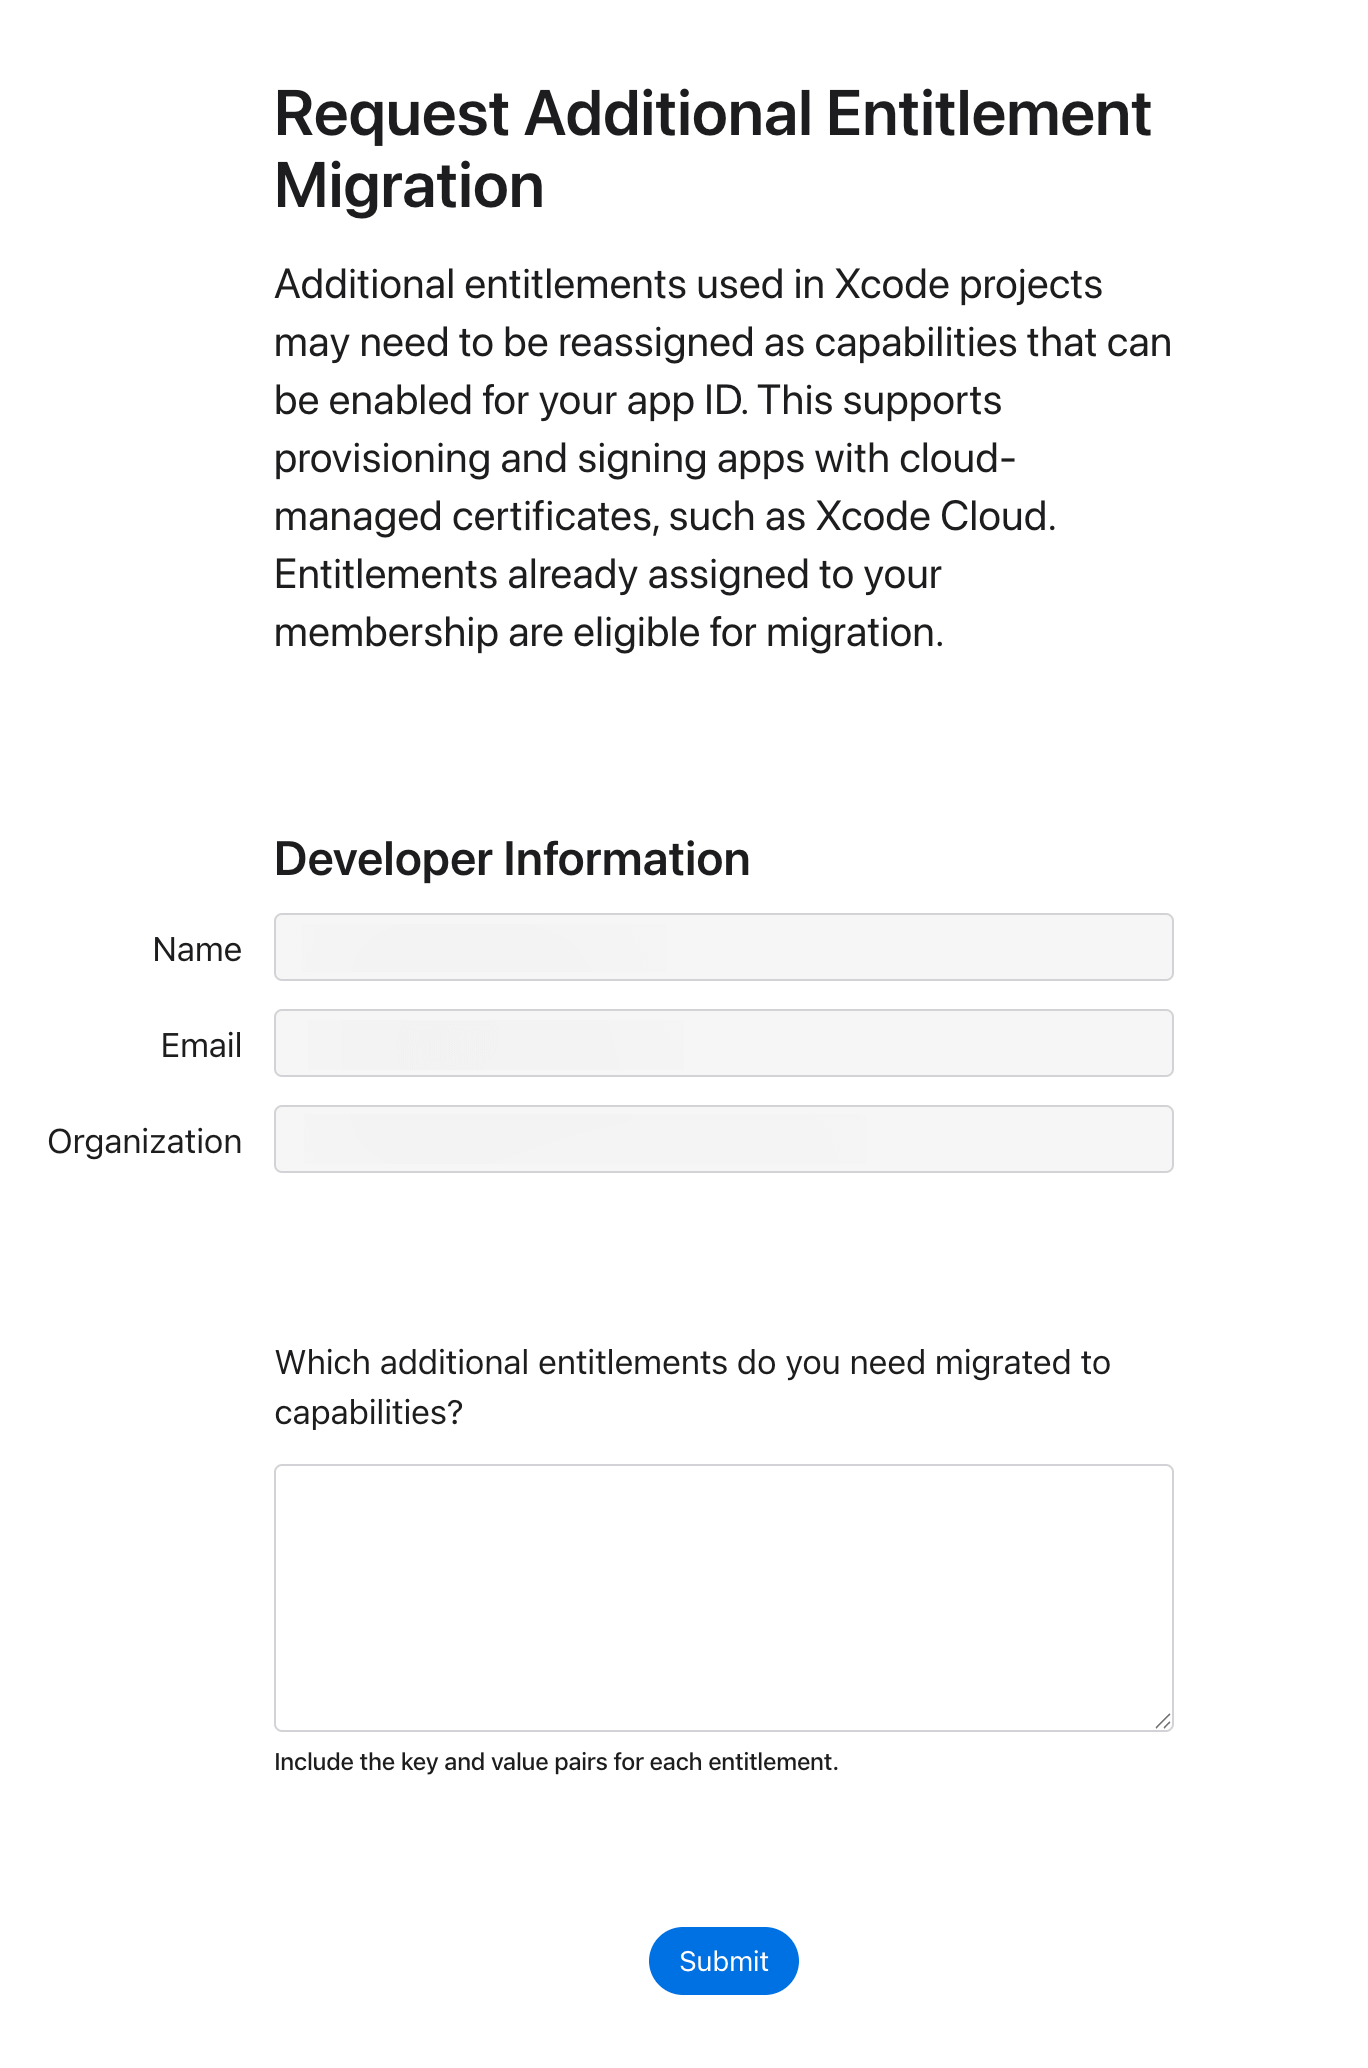 Request Additional Entitlement
Migration
Additional entitlements used in Xcode projects
may need to be reassigned as capabilities that can
be enabled for your app ID. This supports
provisioning and signing apps with cloud-
managed certificates, such as Xcode Cloud.
Entitlements already assigned to your
membership are eligible for migration.
Developer Information
Name
Email
Organization
Which additional entitlements do you need migrated to
capabilities?
Include the key and value pairs for each entitlement.
Submit